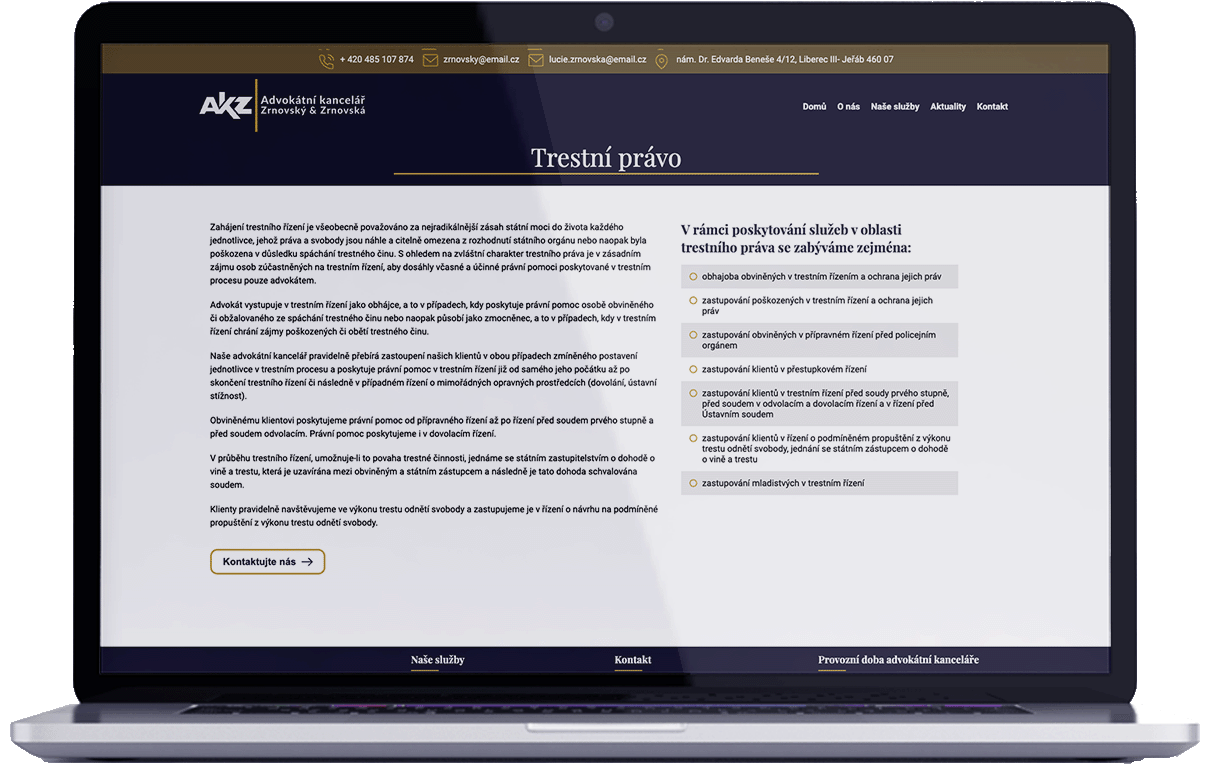 + 420 485 107 874 zrnovsky@email.cz lucie.zrnovska@email.cz nám. Dr. Edvarda Beneše 4/12, Liberec III- Jeřáb 460 07
AKZ
Advokátní kancelář
Zrnovský & Zrnovská
Domů O nás Naše služby Aktuality Kontakt
Trestní právo
Zahájení trestního řízení je všeobecně považováno za nejradikálnější zásah státní moci do života každého
jednotlivce, jehož práva a svobody jsou náhle a citelně omezena z rozhodnutí státního orgánu nebo naopak byla
poškozena v důsledku spáchání trestného činu. S ohledem na zvláštní charakter trestního práva je v zásadním
zájmu osob zúčastněných na trestním řízení, aby dosáhly včasné a účinné právní pomoci poskytované v trestním
procesu pouze advokátem.
Advokát vystupuje v trestním řízení jako obhájce, a to v případech, kdy poskytuje právní pomoc osobě obviněného
či obžalovaného ze spáchání trestného činu nebo naopak působí jako zmocněnec, a to v případech, kdy v trestním
řízení chrání zájmy poškozených či obětí trestného činu.
Naše advokátní kancelář pravidelně přebírá zastoupení našich klientů v obou případech zmíněného postavení
jednotlivce v trestním procesu a poskytuje právní pomoc v trestním řízení již od samého jeho počátku až po
skončení trestního řízení či následně v případném řízení o mimořádných opravných prostředcích (dovolání, ústavní
stížnost).
Obviněnému klientovi poskytujeme právní pomoc od přípravného řízení až po řízení před soudem prvého stupně a
před soudem odvolacím. Právní pomoc poskytujeme i v dovolacím řízení.
V průběhu trestního řízení, umožnuje-li to povaha trestné činnosti, jednáme se státním zastupitelstvím o dohodě o
vině a trestu, která je uzavírána mezi obviněným a státním zástupcem a následně je tato dohoda schvalována
soudem.
Klienty pravidelně navštěvujeme ve výkonu trestu odnětí svobody a zastupujeme je v řízení o návrhu na podmíněné
propuštění z výkonu trestu odnětí svobody.
Kontaktujte nás →
V rámci poskytování služeb v oblasti
trestního práva se zabýváme zejména:
obhajoba obviněných v trestním řízením a ochrana jejich práv
zastupování poškozených v trestním řízení a ochrana jejich
práv
zastupování obviněných v přípravném řízení před policejním
orgánem
zastupování klientů v přestupkovém řízení
zastupování klientů v trestním řízení před soudy prvého stupně,
před soudem v odvolacím a dovolacím řízení a v řízení před
Ústavním soudem
zastupování klientů v řízení o podmíněném propuštění z výkonu
trestu odnětí svobody, jednání se státním zástupcem o dohodě
o vině a trestu
zastupování mladistvých v trestním řízení
Naše služby Kontakt Provozní doba advokátní kanceláře